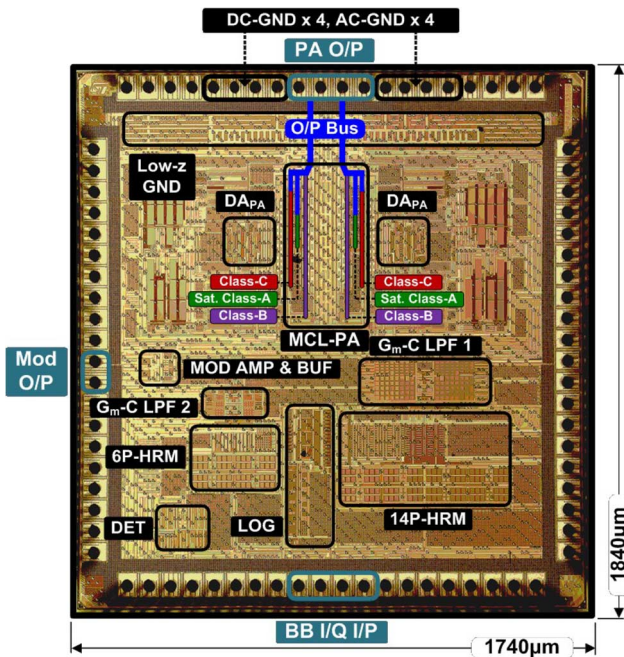 DC-GND x 4, AC-GND x 4
PA O/P
O/P Bus
Low-z
GND
DAPA
DAPA
Class-C
Class-C
Sat. Class-A
Sat. Class-A
Class-B
Class-B
MCL-PA
Gm-C LPF 1
Mod
O/P
MOD AMP & BUF
Gm-C LPF 2
6P-HRM
DET
LOG
14P-HRM
1840µm
BB I/Q I/P
1740µm